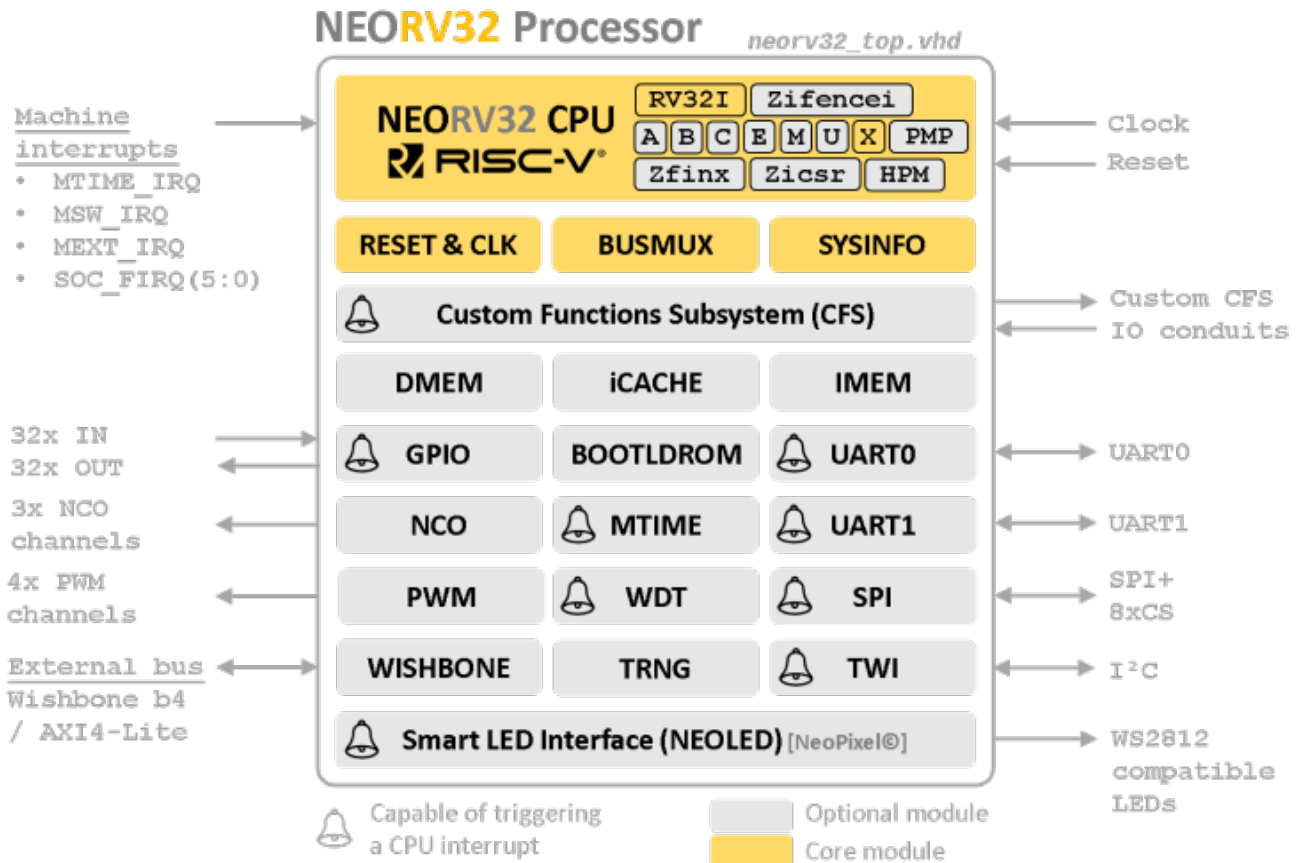 NEORV32 Processor
neorv32_top.vhd
Machine
interrupts
• MTIME_IRQ
• MSW_IRQ
• MEXT_IRQ
• SOC_FIRQ(5:0)
NEORV32 CPU
RISC-V®
RV32I Zifencei
A B C E M U X PMP
Zfinx Zicsr HPM
Clock
Reset
RESET & CLK BUSMUX SYSINFO
Custom Functions Subsystem (CFS)
Custom CFS
IO conduits
DMEM iCACHE IMEM
32x IN
32x OUT
GPIO BOOTLDROM UART0
UART0
3x NCO
channels
NCO MTIME UART1
UART1
4x PWM
channels
PWM WDT SPI
SPI+
8xCS
External bus
Wishbone b4
/ AXI4-Lite
WISHBONE TRNG TWI
I²C
Smart LED Interface (NEOLED) [NeoPixel©]
WS2812
compatible
LEDs
Capable of triggering
a CPU interrupt
Optional module
Core module